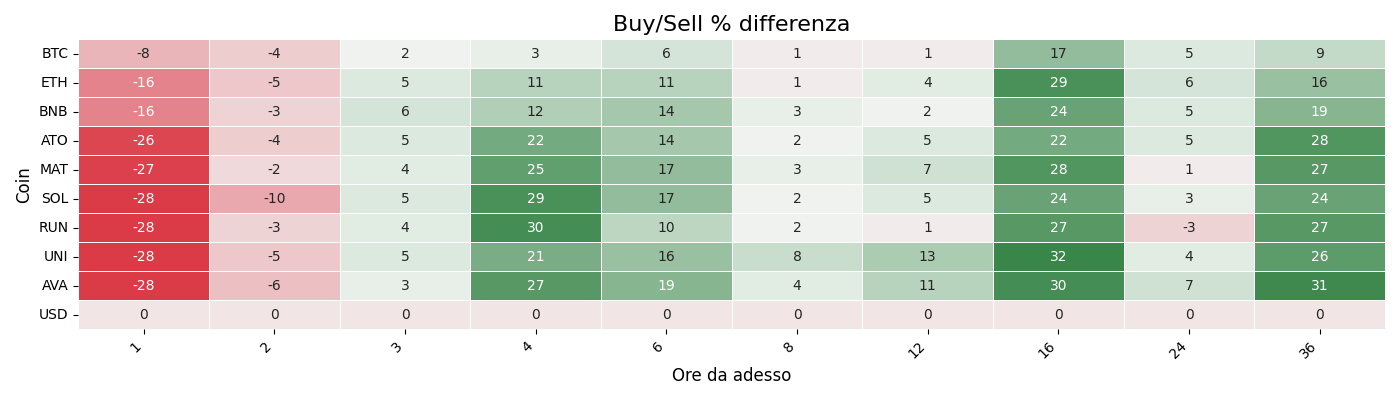 Buy/Sell % differenza
Coin
BTC -8 -4 2 3 6 1 1 17 5 9
ETH -16 -5 5 11 11 1 4 29 6 16
BNB -16 -3 6 12 14 3 2 24 5 19
ATO -26 -4 5 22 14 2 5 22 5 28
MAT -27 -2 4 25 17 3 7 28 1 27
SOL -28 -10 5 29 17 2 5 24 3 24
RUN -28 -3 4 30 10 2 1 27 -3 27
UNI -28 -5 5 21 16 8 13 32 4 26
AVA -28 -6 3 27 19 4 11 30 7 31
USD 0 0 0 0 0 0 0 0 0 0
1 2 3 4 6 8 12 16 24 36
Ore da adesso